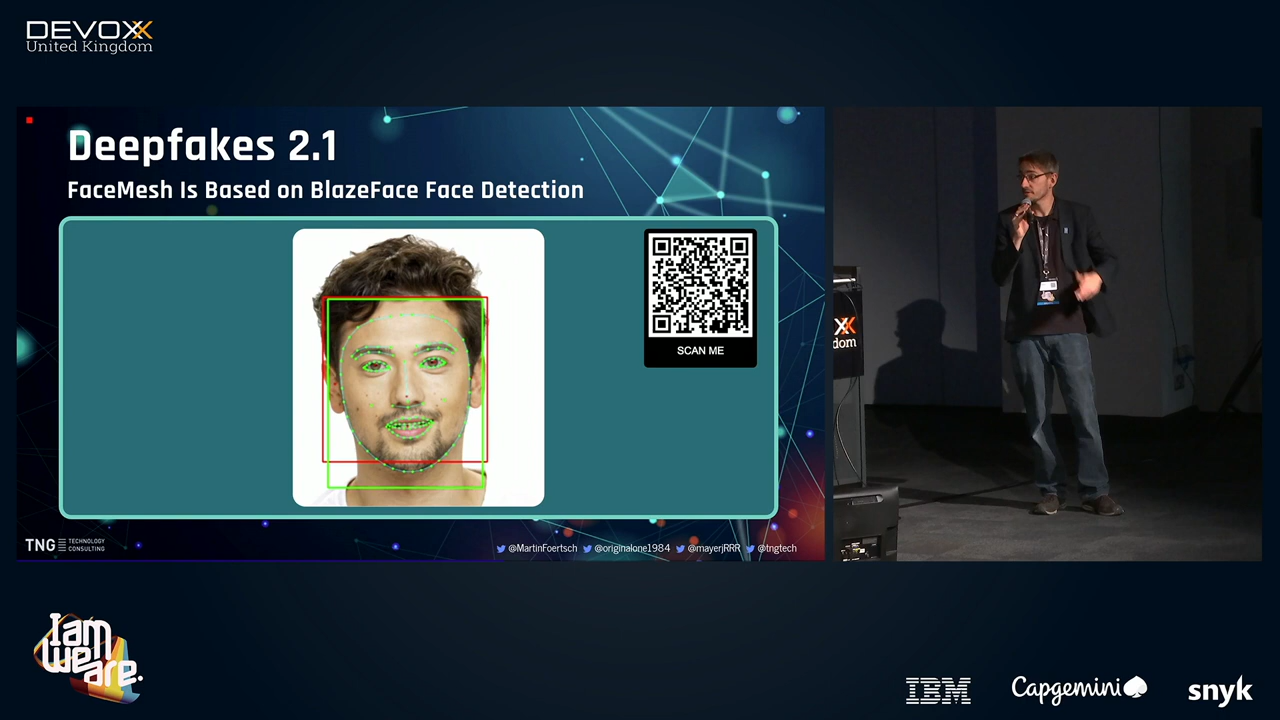 DEVOXX
United Kingdom
Deepfakes 2.1
FaceMesh Is Based on BlazeFace Face Detection
SCAN ME
TNG TECHNOLOGY CONSULTING
@MartinFoertsch @originalone1984 @mayerjRRR @tngtech
XX
dom
I am
we are.
IBM
Capgemini
snyk